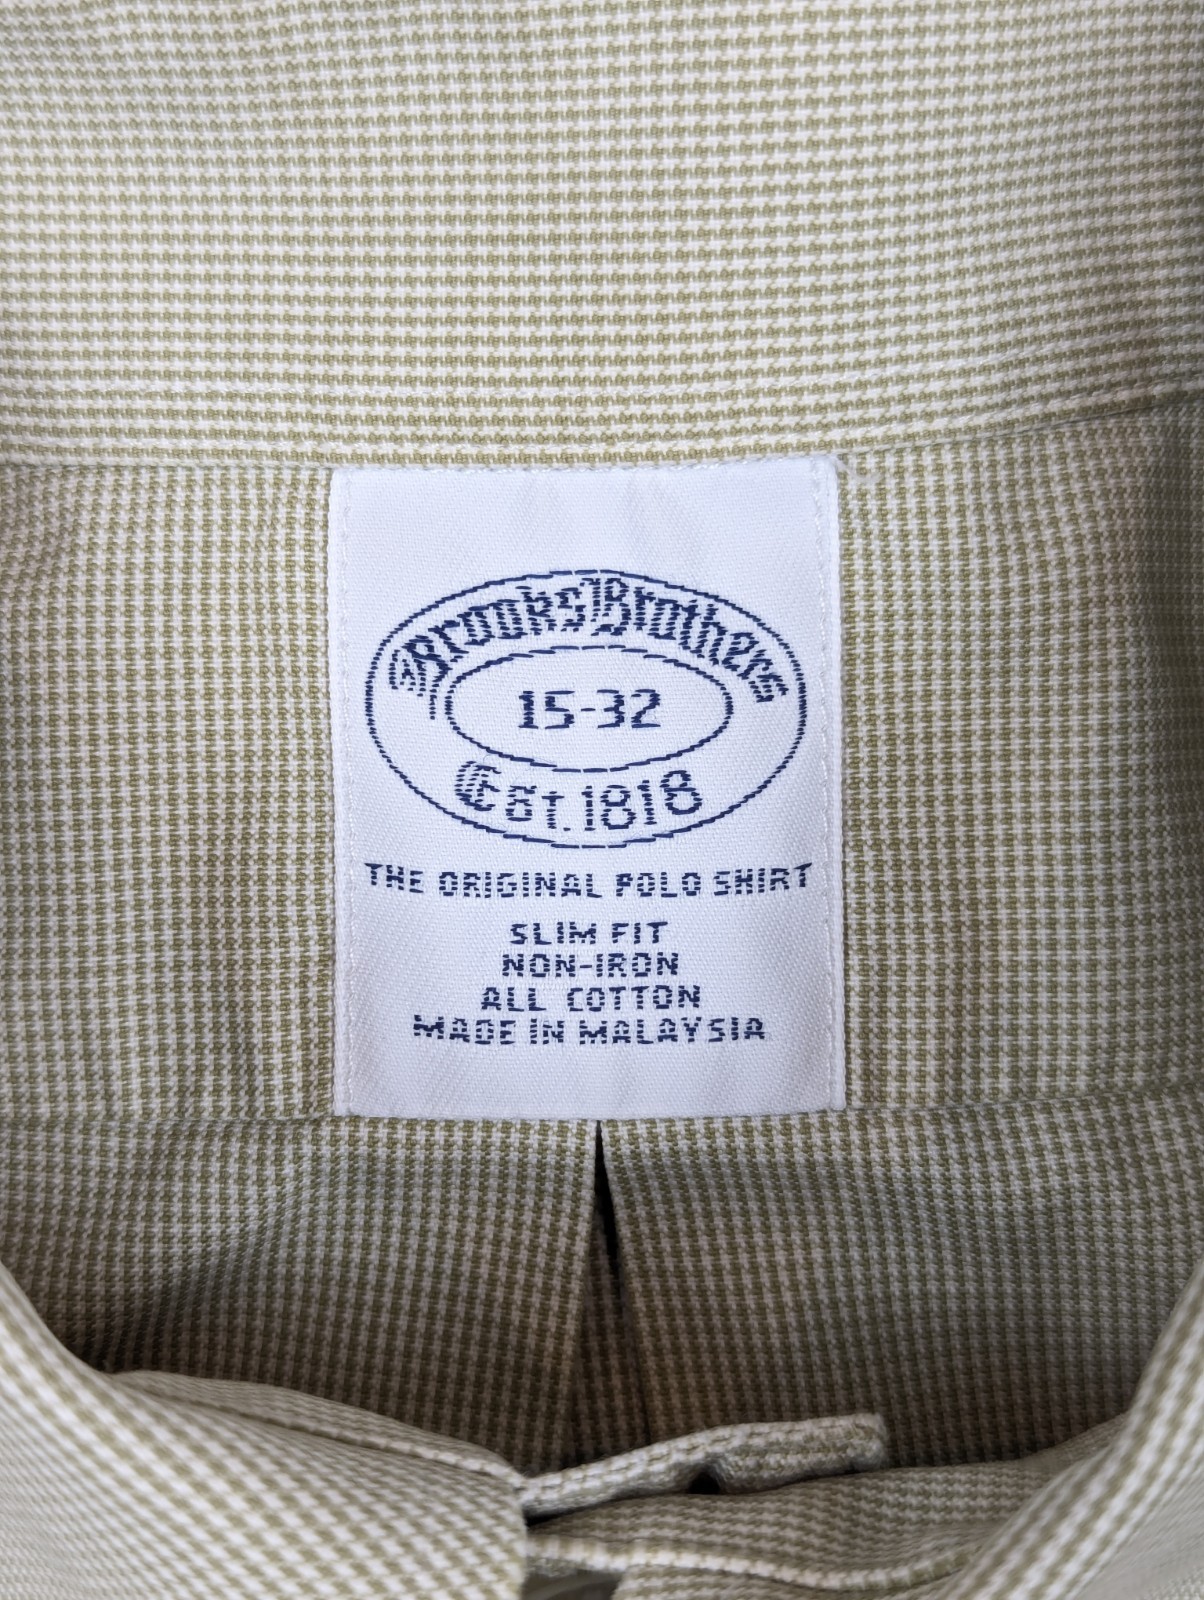 Brooks Brothers
15-32
Est. 1818
THE ORIGINAL POLO SHIRT
SLIM FIT
NON-IRON
ALL COTTON
MADE IN MALAYSIA